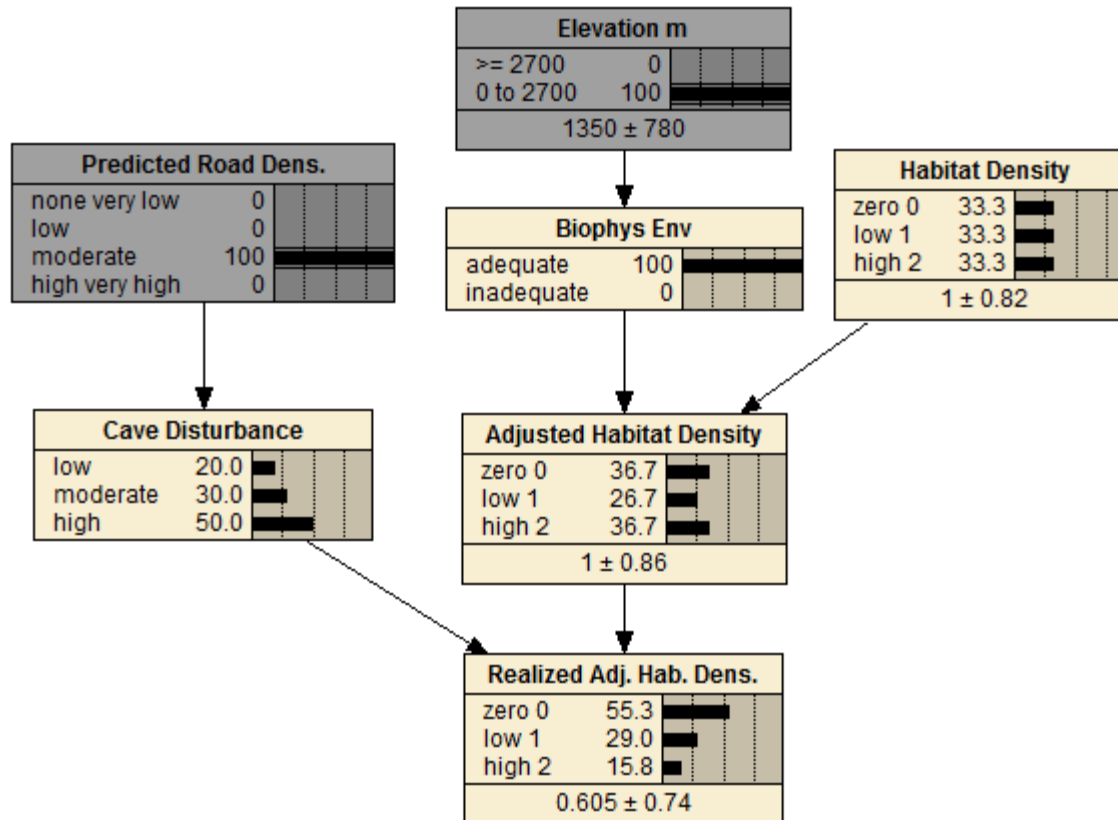 Elevation m
>= 2700 0
0 to 2700 100
1350 ± 780
Predicted Road Dens.
none very low 0
low 0
moderate 100
high very high 0
Habitat Density
zero 0 33.3
low 1 33.3
high 2 33.3
1 ± 0.82
Biophys Env
adequate 100
inadequate 0
Cave Disturbance
low 20.0
moderate 30.0
high 50.0
Adjusted Habitat Density
zero 0 36.7
low 1 26.7
high 2 36.7
1 ± 0.86
Realized Adj. Hab. Dens.
zero 0 55.3
low 1 29.0
high 2 15.8
0.605 ± 0.74